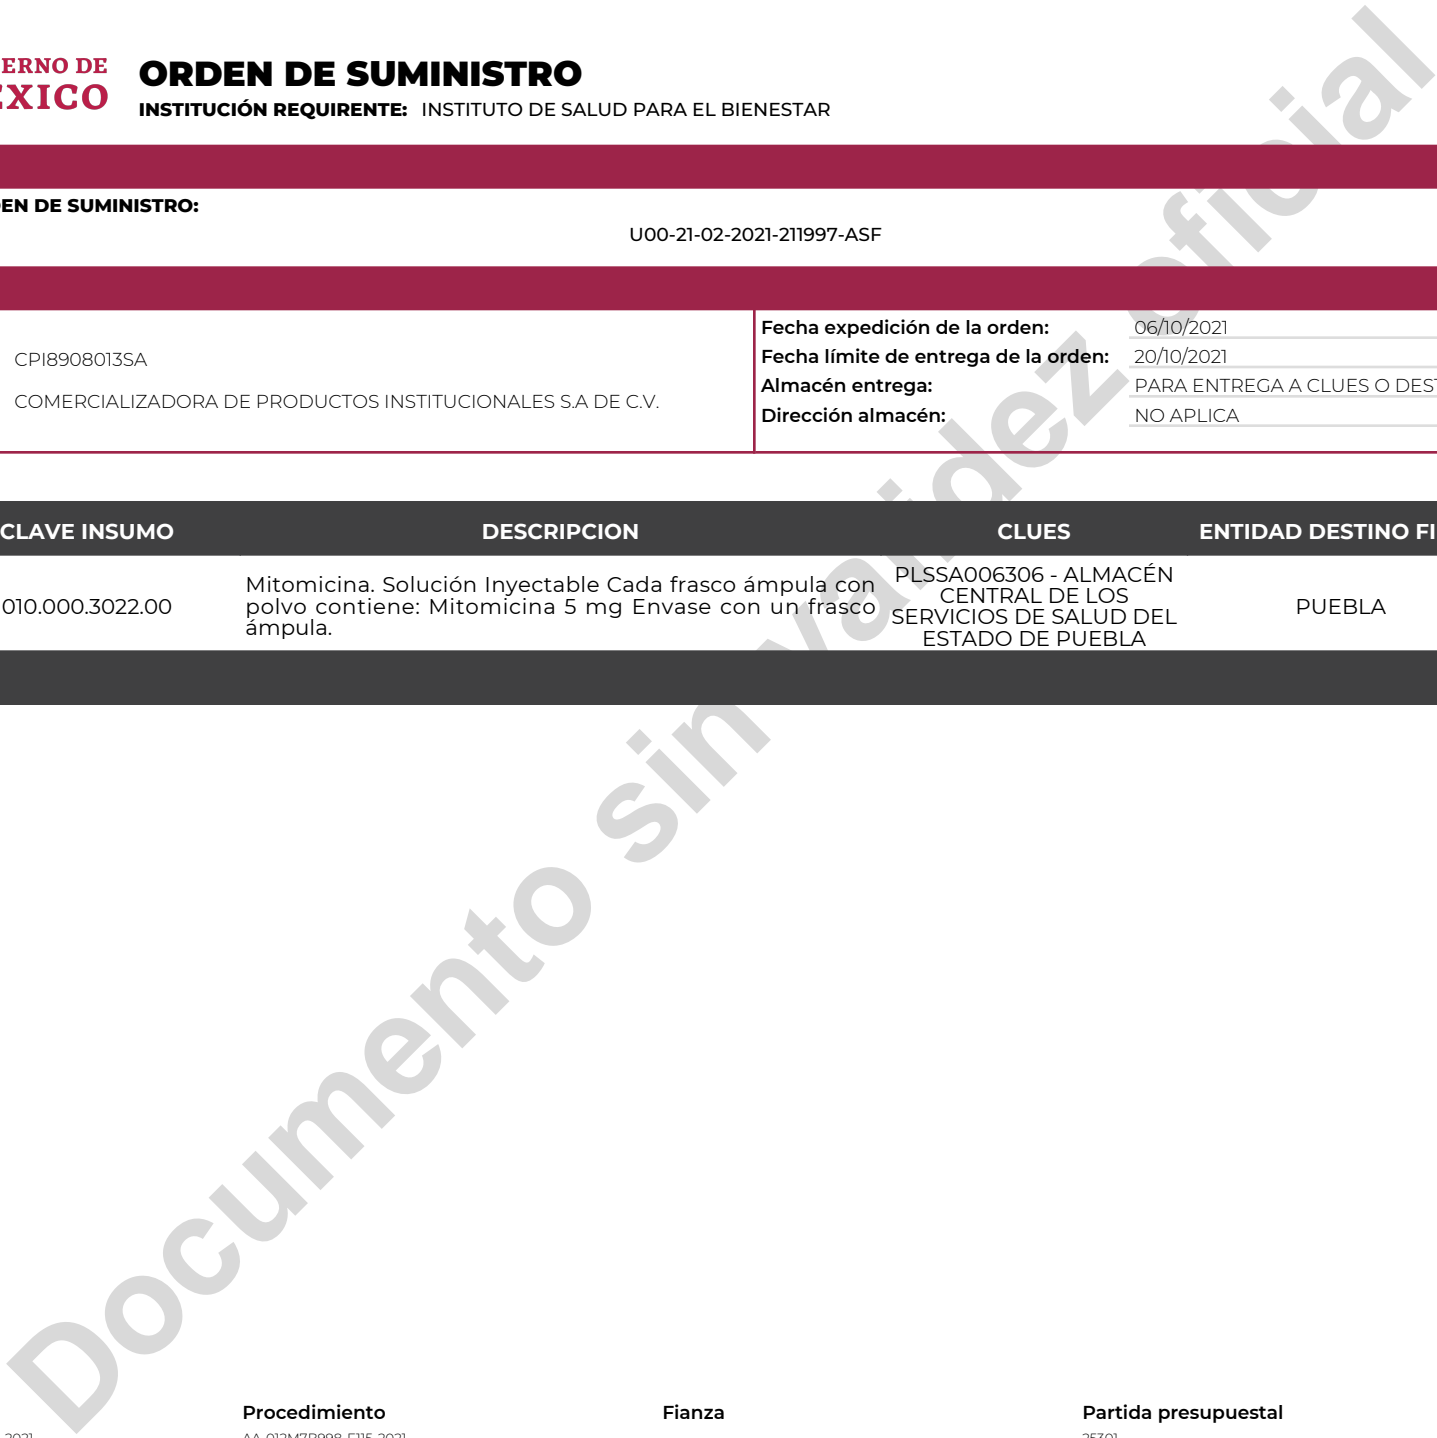 ERNO DE
ÉXICO
ORDEN DE SUMINISTRO
INSTITUCIÓN REQUIRENTE: INSTITUTO DE SALUD PARA EL BIENESTAR
EN DE SUMINISTRO:
U00-21-02-2021-211997-ASF
CPI8908013SA
COMERCIALIZADORA DE PRODUCTOS INSTITUCIONALES S.A DE C.V.
Fecha expedición de la orden: 06/10/2021
Fecha límite de entrega de la orden: 20/10/2021
Almacén entrega: PARA ENTREGA A CLUES O DEST
Dirección almacén: NO APLICA
CLAVE INSUMO DESCRIPCION CLUES ENTIDAD DESTINO FI
010.000.3022.00
Mitomicina. Solución Inyectable Cada frasco ámpula con
polvo contiene: Mitomicina 5 mg Envase con un frasco
ámpula.
PLSSA006306 - ALMACÉN
CENTRAL DE LOS
SERVICIOS DE SALUD DEL
ESTADO DE PUEBLA
PUEBLA
Documento sin validez oficial
Procedimiento Fianza Partida presupuestal